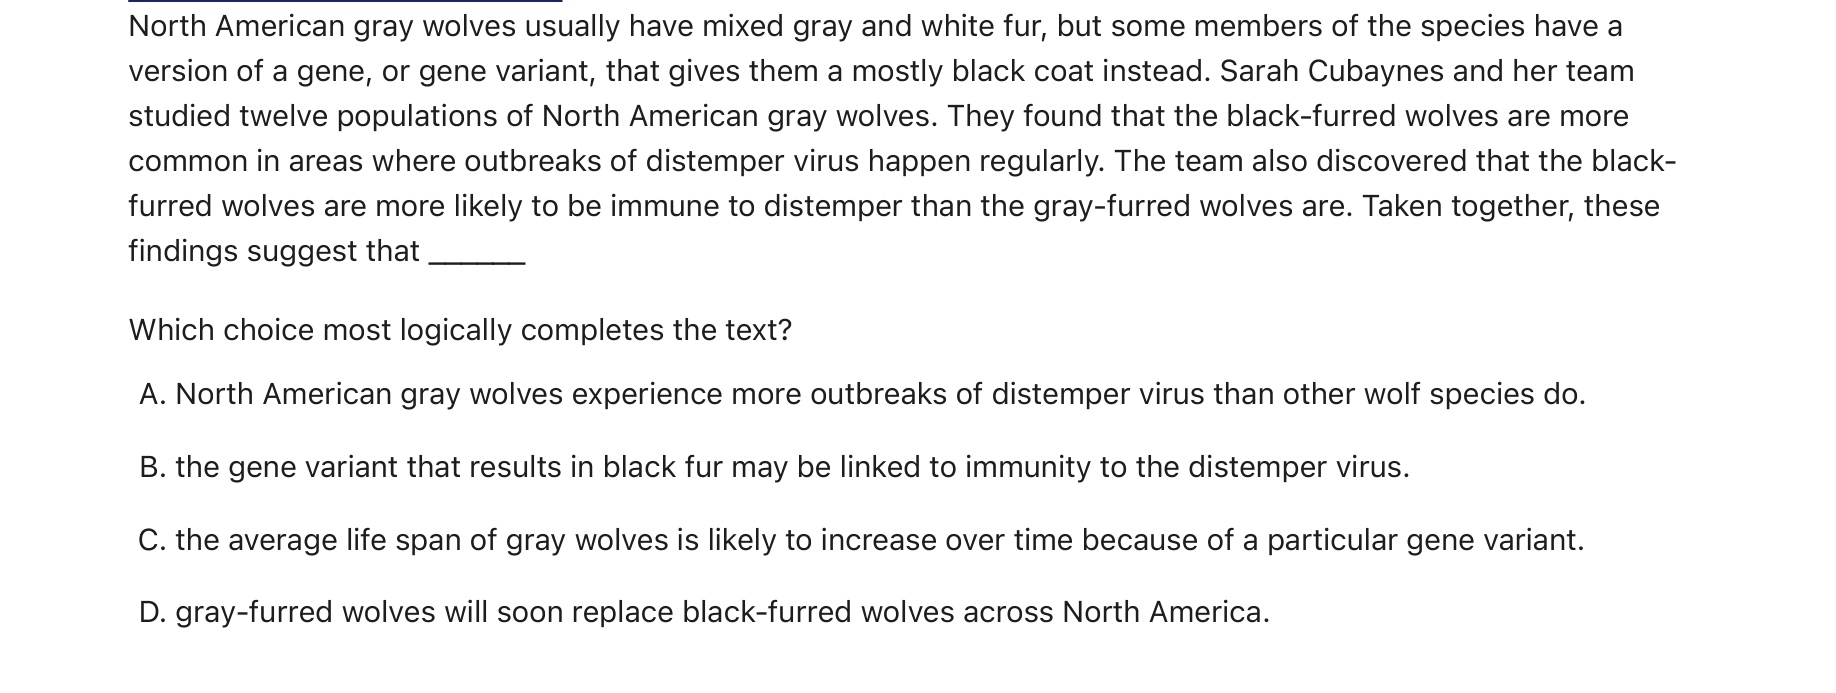 North American gray wolves usually have mixed gray and white fur, but some members of the species have a
version of a gene, or gene variant, that gives them a mostly black coat instead. Sarah Cubaynes and her team
studied twelve populations of North American gray wolves. They found that the black-furred wolves are more
common in areas where outbreaks of distemper virus happen regularly. The team also discovered that the black-
furred wolves are more likely to be immune to distemper than the gray-furred wolves are. Taken together, these
findings suggest that ______
Which choice most logically completes the text?
A. North American gray wolves experience more outbreaks of distemper virus than other wolf species do.
B. the gene variant that results in black fur may be linked to immunity to the distemper virus.
C. the average life span of gray wolves is likely to increase over time because of a particular gene variant.
D. gray-furred wolves will soon replace black-furred wolves across North America.